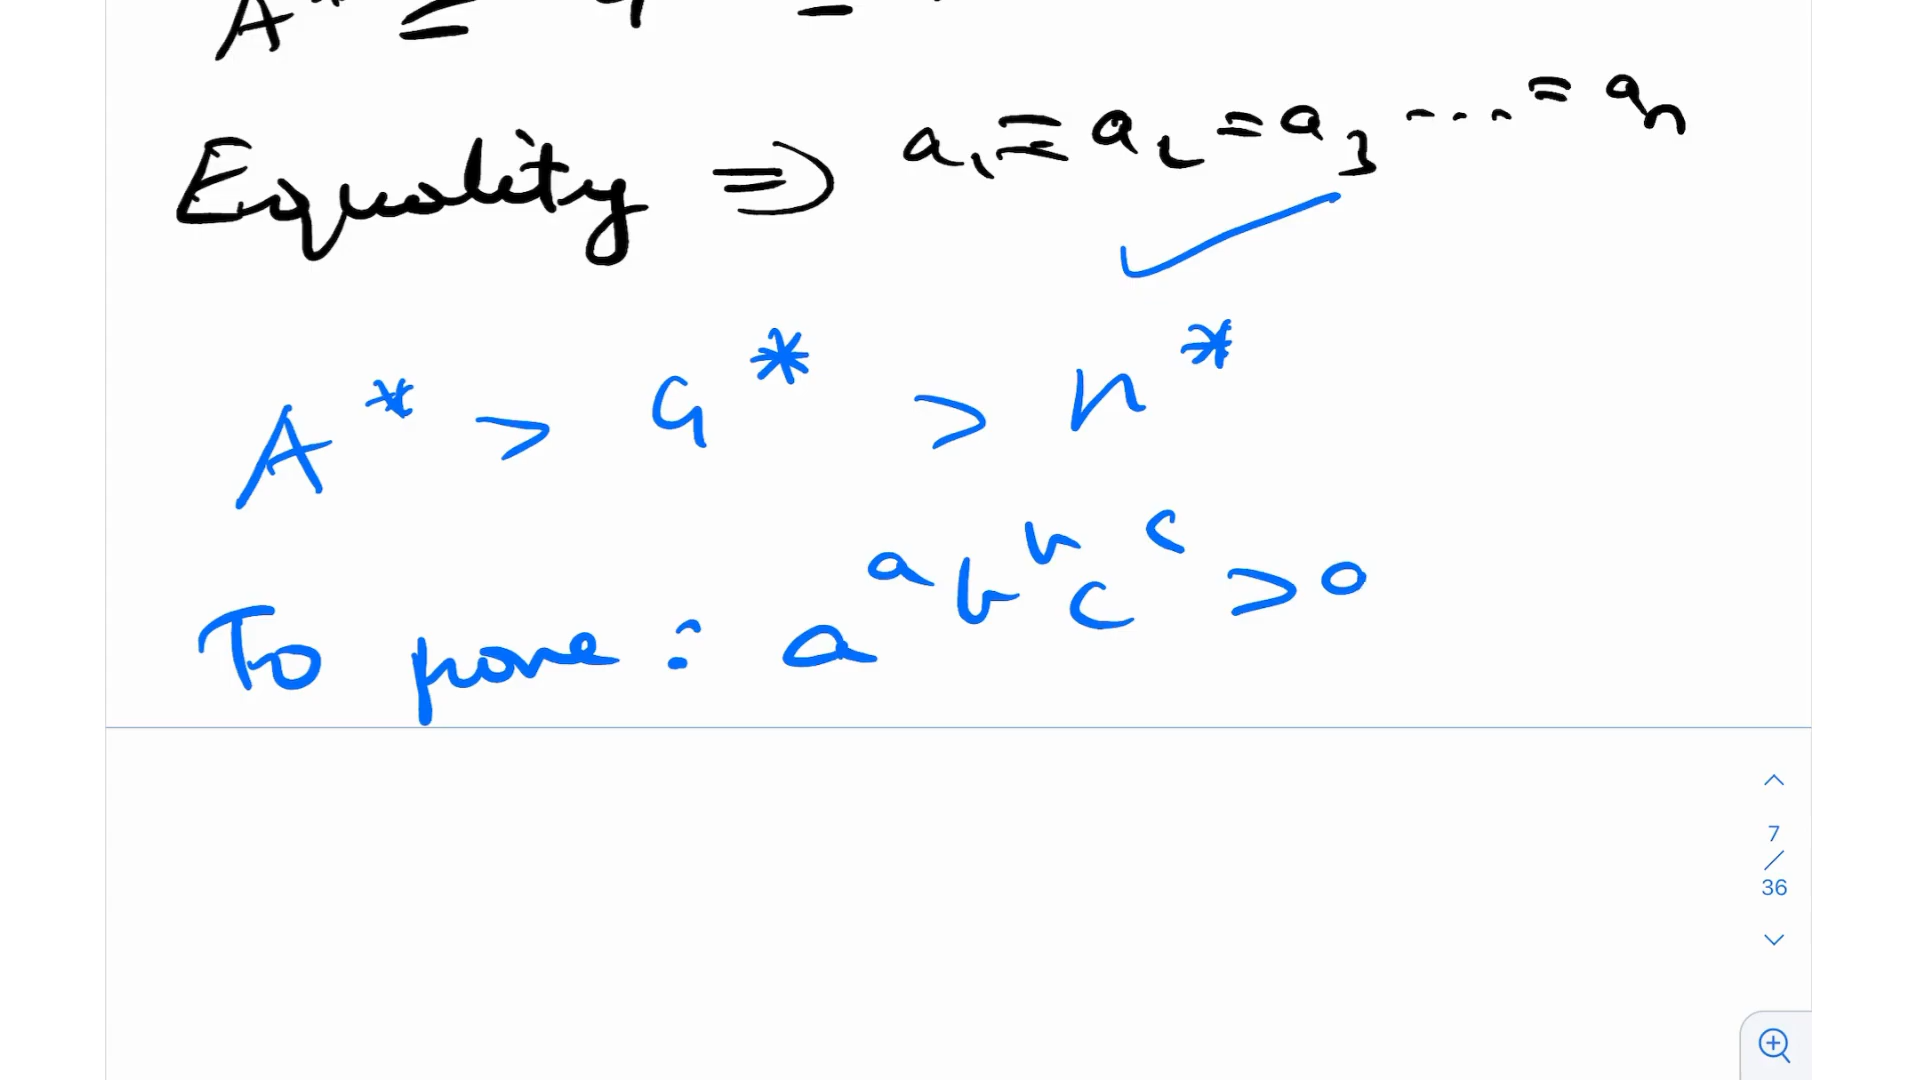 A* ≥ G ≥
Equality ⇒ a₁ = a₂ = a₃ .... = aₙ
A* > G* > H*
To prove : aᵃ bᵇ cᶜ > 0
7
/
36